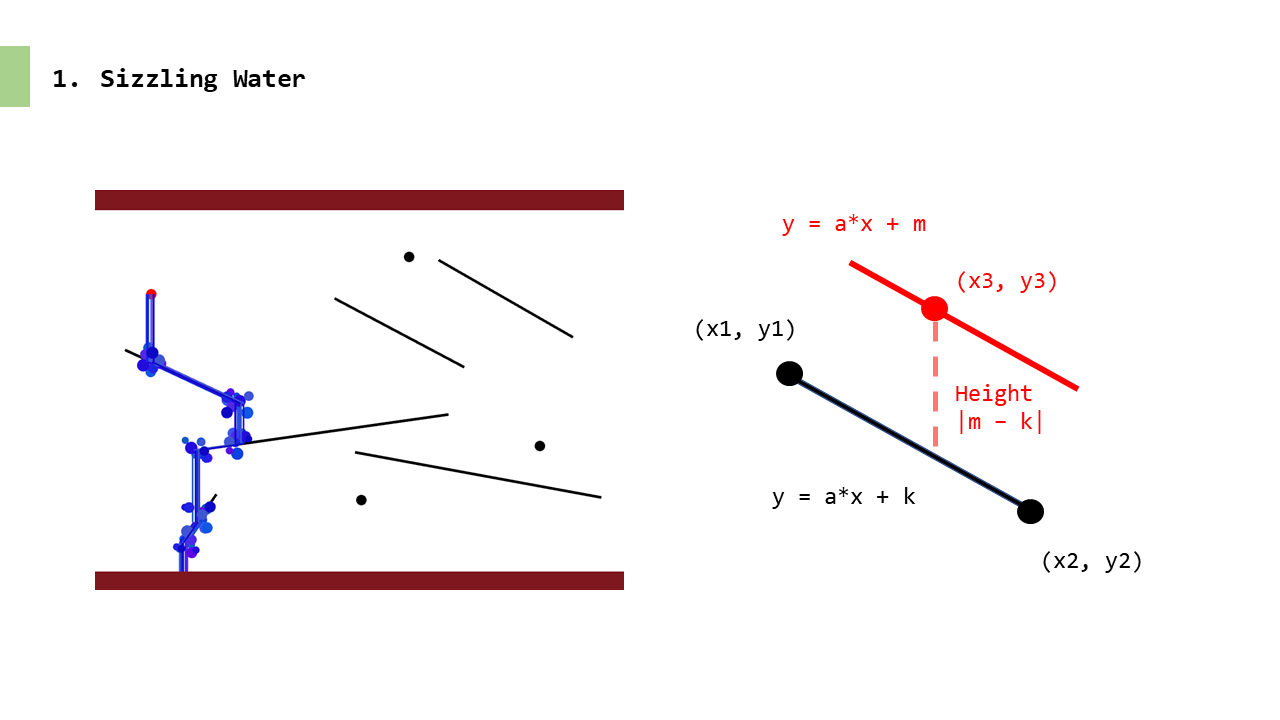 1. Sizzling Water
y = a*x + m
(x3, y3)
(x1, y1)
Height
|m − k|
y = a*x + k
(x2, y2)